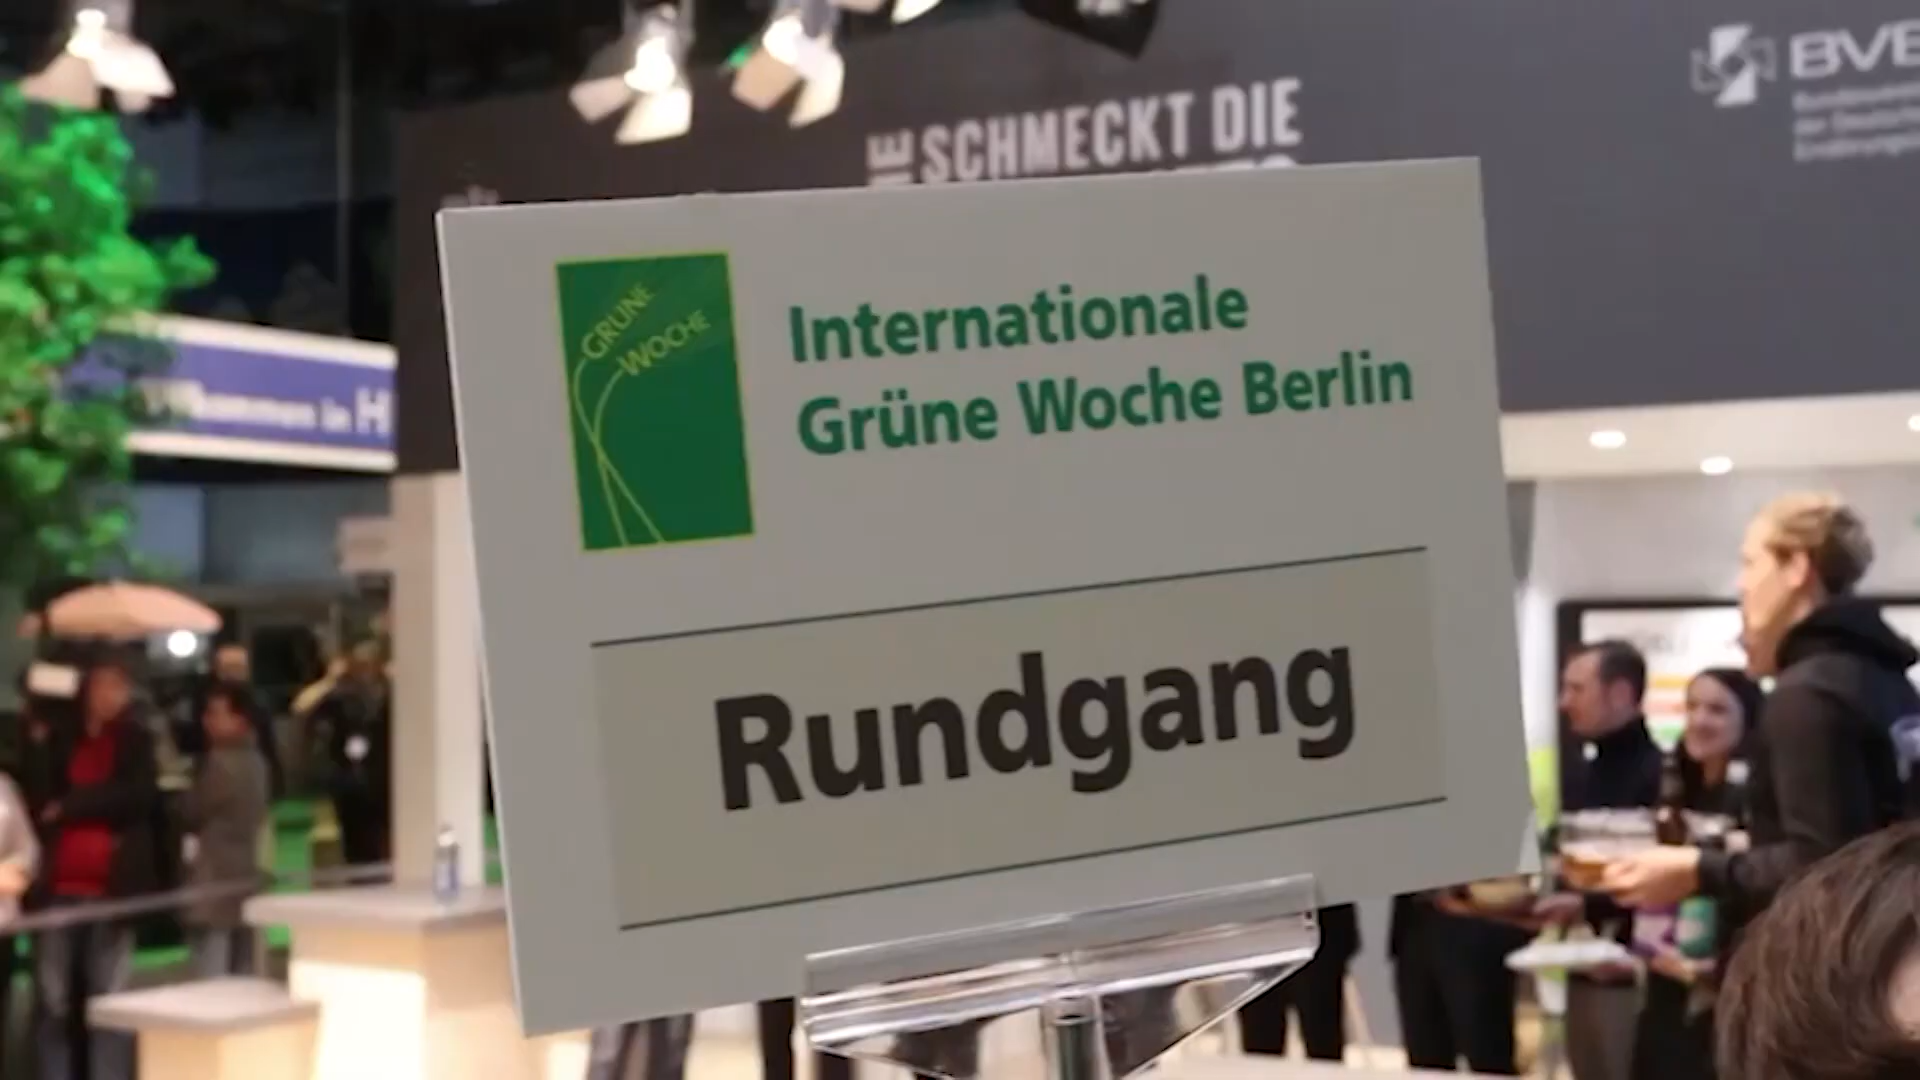 BVE
SCHMECKT DIE
GRÜNE
WOCHE
Internationale
Grüne Woche Berlin
Rundgang